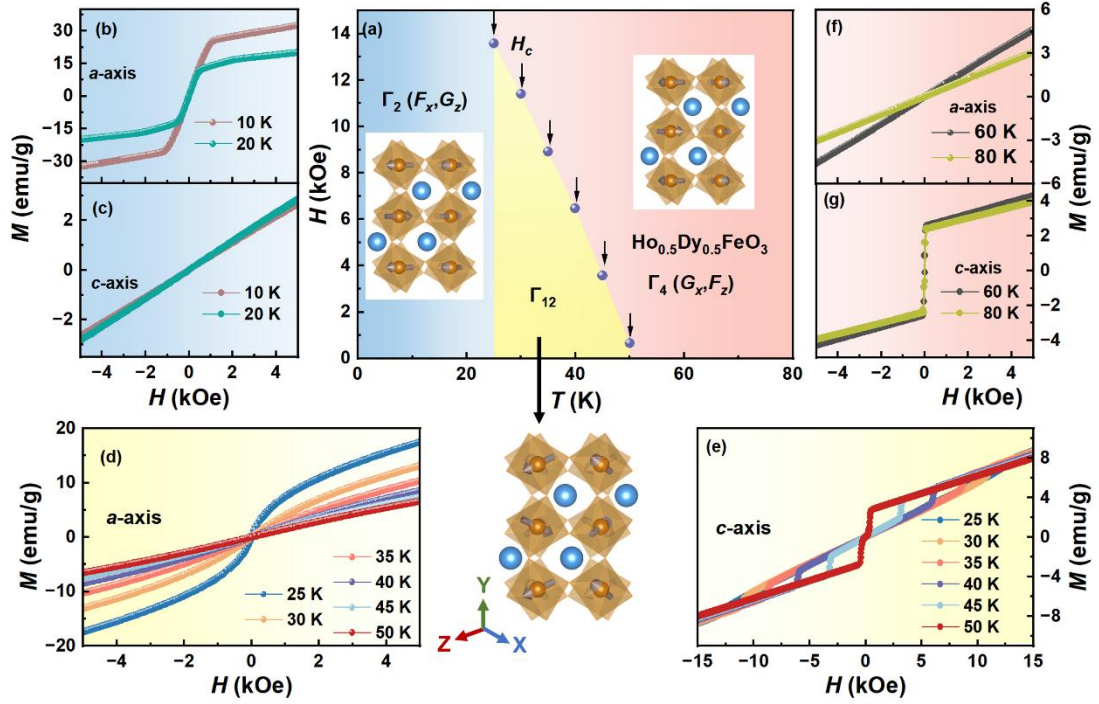 (b)
a-axis
10 K
20 K
30
15
0
−15
−30
(c)
c-axis
10 K
20 K
2
0
−2
M (emu/g)
−4 −2 0 2 4
H (kOe)
(a)
H_c
Γ₂ (Fₓ,G_z)
Ho₀.₅Dy₀.₅FeO₃
Γ₄ (Gₓ,F_z)
Γ₁₂
14
12
10
8
6
4
2
0
H (kOe)
0 20 40 60 80
T (K)
(f)
a-axis
60 K
80 K
6
3
0
−3
−6
(g)
c-axis
60 K
80 K
4
2
0
−2
−4
M (emu/g)
−4 −2 0 2 4
H (kOe)
(d)
a-axis
25 K
30 K
35 K
40 K
45 K
50 K
20
10
0
−10
−20
M (emu/g)
−4 −2 0 2 4
H (kOe)
Y
Z
X
(e)
c-axis
25 K
30 K
35 K
40 K
45 K
50 K
8
4
0
−4
−8
M (emu/g)
−15 −10 −5 0 5 10 15
H (kOe)